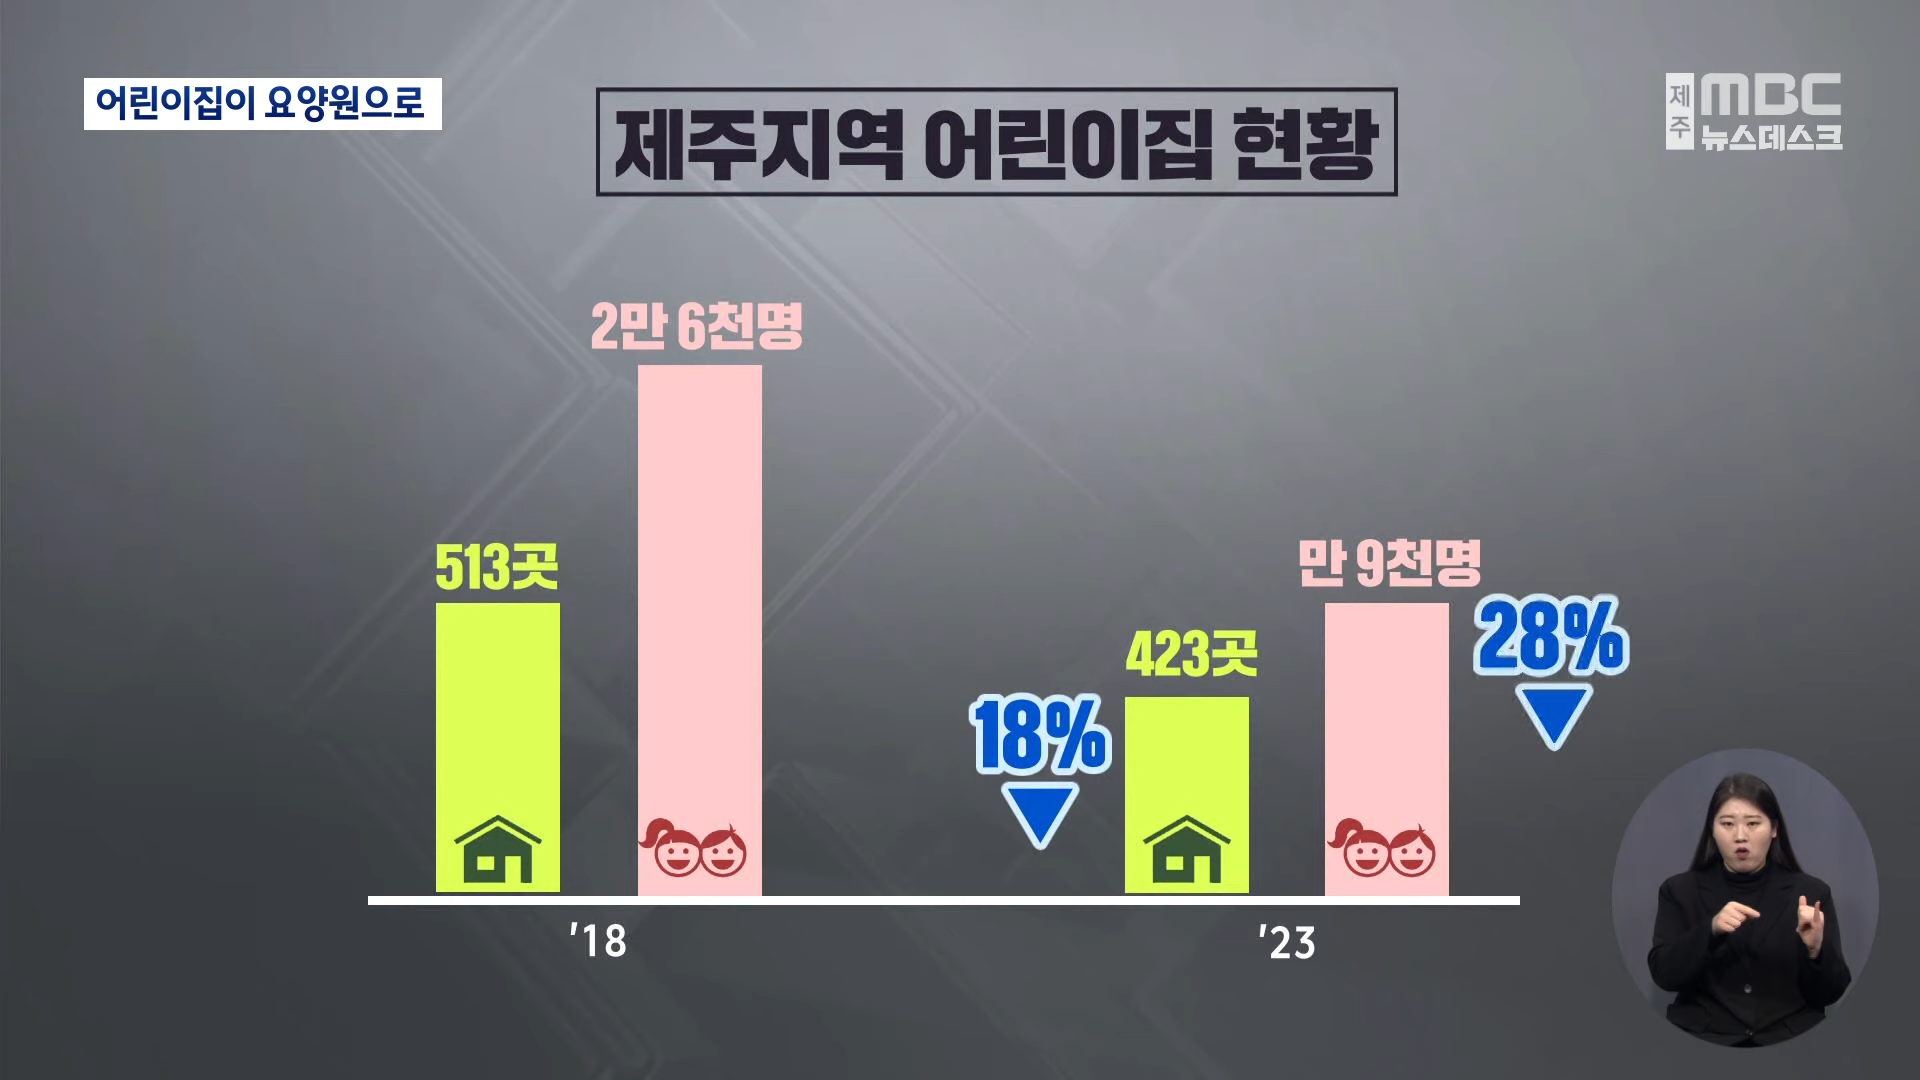 어린이집이 요양원으로
제주지역 어린이집 현황
제주 MBC
뉴스데스크
2만 6천명
513곳
만 9천명
28%
423곳
18%
'18
'23